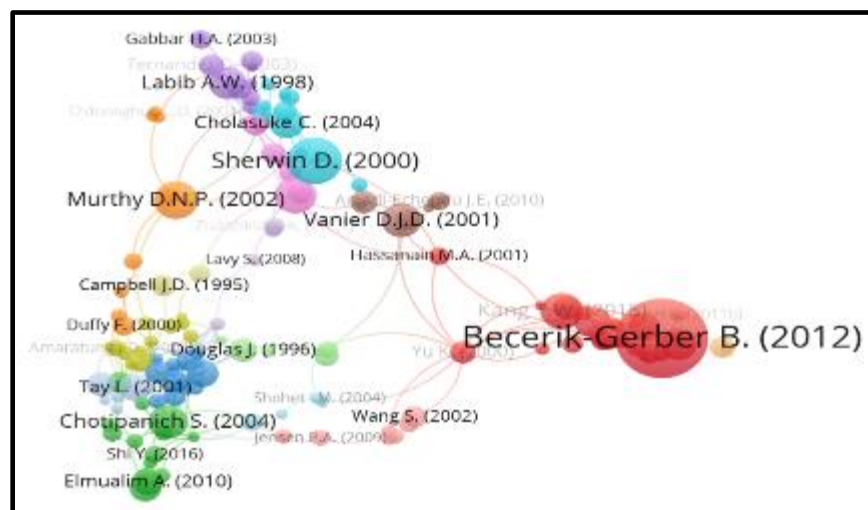 Gabbar H.A. (2003)
Labib A.W. (1998)
Cholasuke C. (2004)
Sherwin D. (2000)
Murthy D.N.P. (2002)
Vanier D.J.D. (2001)
Hassanain M.A. (2001)
Lavy S. (2008)
Campbell J.D. (1995)
Duffy F. (2000)
Becerik-Gerber B. (2012)
Douglas J. (1996)
Yu K. (2000)
Tay L. (2001)
Shohet I.M. (2004)
Wang S. (2002)
Chotipanich S. (2004)
Jensen P.A. (2009)
Shi Y. (2016)
Elmualim A. (2010)